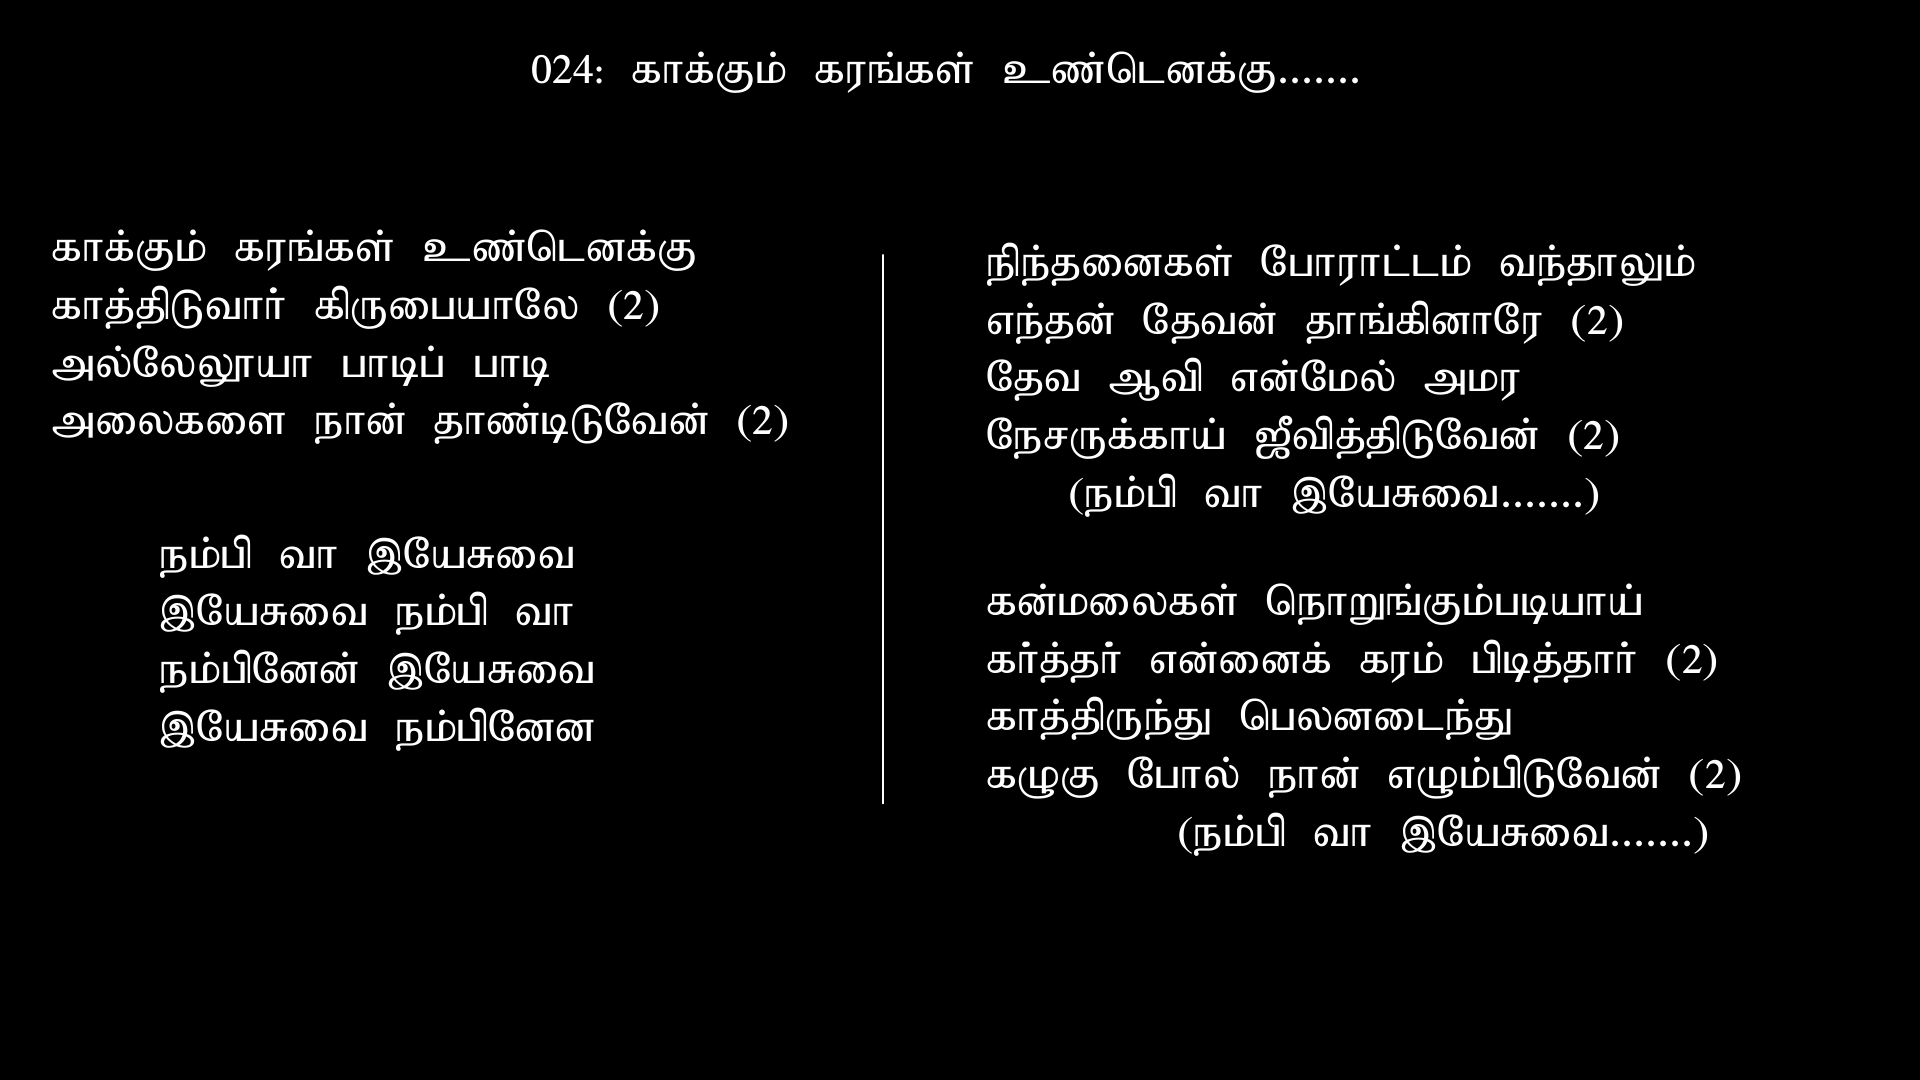 024: காக்கும் கரங்கள் உண்டெனக்கு.......
காக்கும் கரங்கள் உண்டெனக்கு
காத்திடுவார் கிருபையாலே (2)
அல்லேலூயா பாடிப் பாடி
அலைகளை நான் தாண்டிடுவேன் (2)
நம்பி வா இயேசுவை
இயேசுவை நம்பி வா
நம்பினேன் இயேசுவை
இயேசுவை நம்பினேன
நிந்தனைகள் போராட்டம் வந்தாலும்
எந்தன் தேவன் தாங்கினாரே (2)
தேவ ஆவி என்மேல் அமர
நேசருக்காய் ஜீவித்திடுவேன் (2)
(நம்பி வா இயேசுவை.......)
கன்மலைகள் நொறுங்கும்படியாய்
கர்த்தர் என்னைக் கரம் பிடித்தார் (2)
காத்திருந்து பெலனடைந்து
கழுகு போல் நான் எழும்பிடுவேன் (2)
(நம்பி வா இயேசுவை.......)